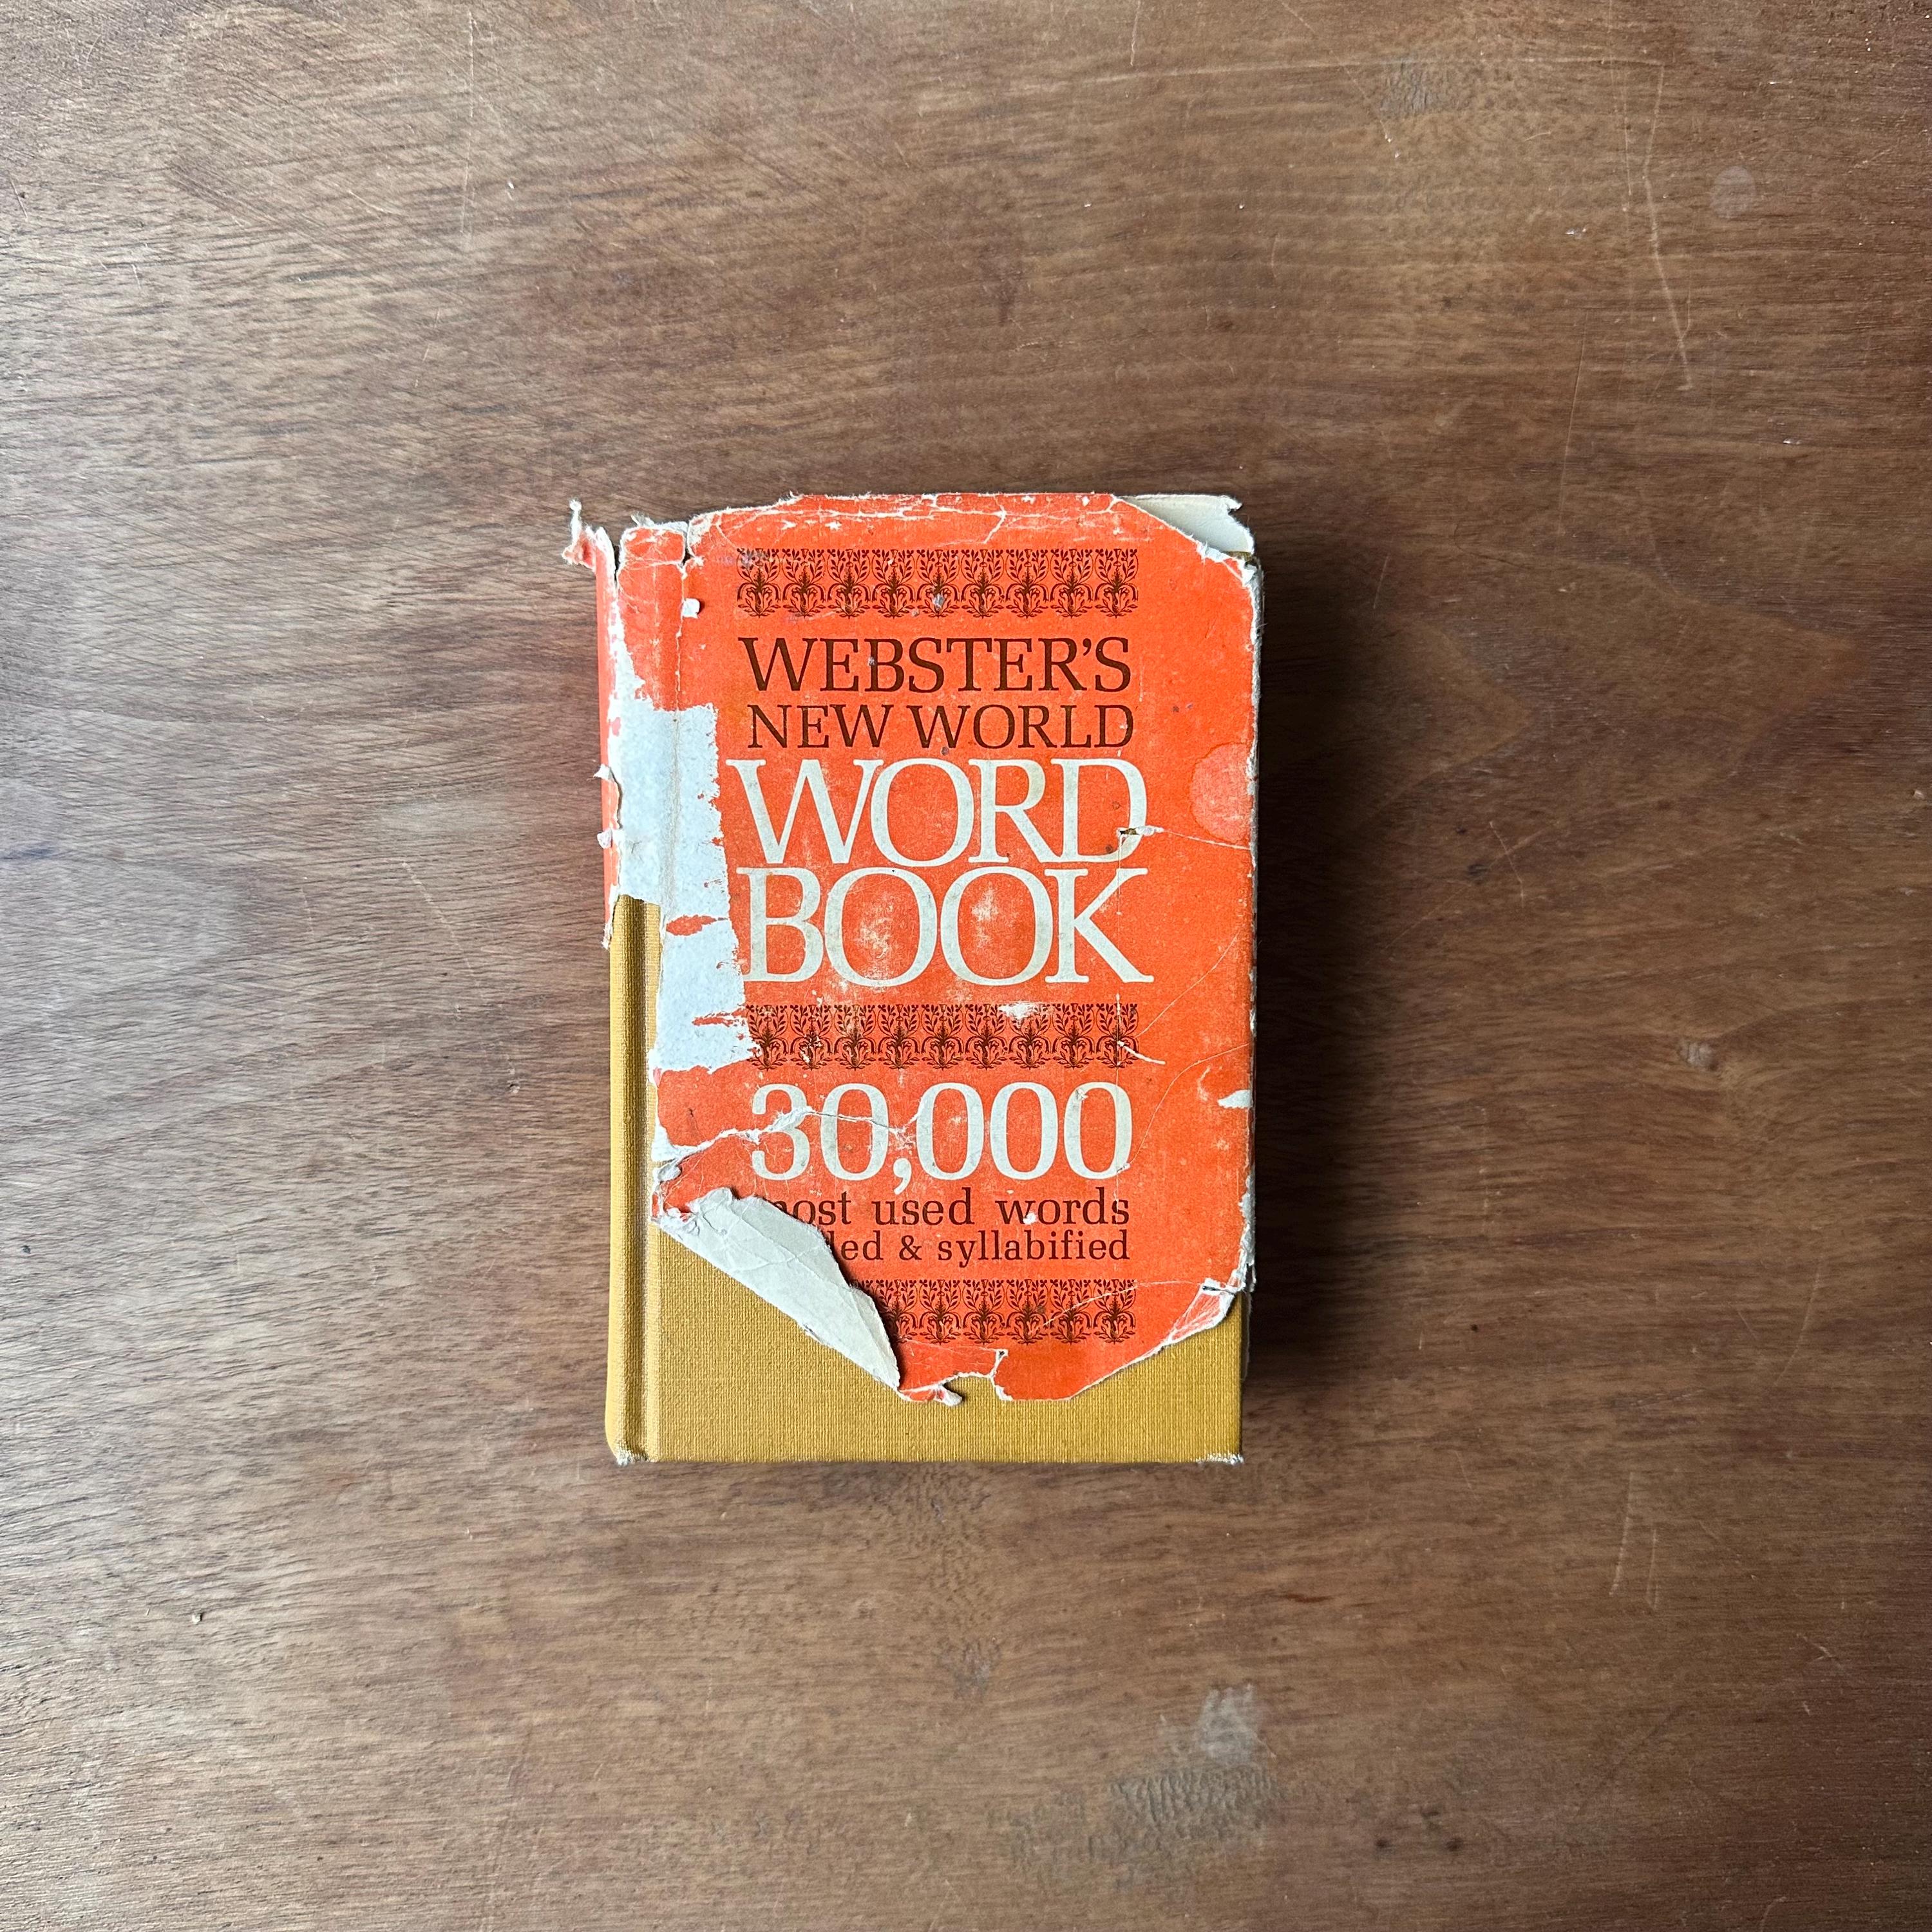 WEBSTER'S
NEW WORLD
WORD
BOOK
30,000
most used words
& syllabified